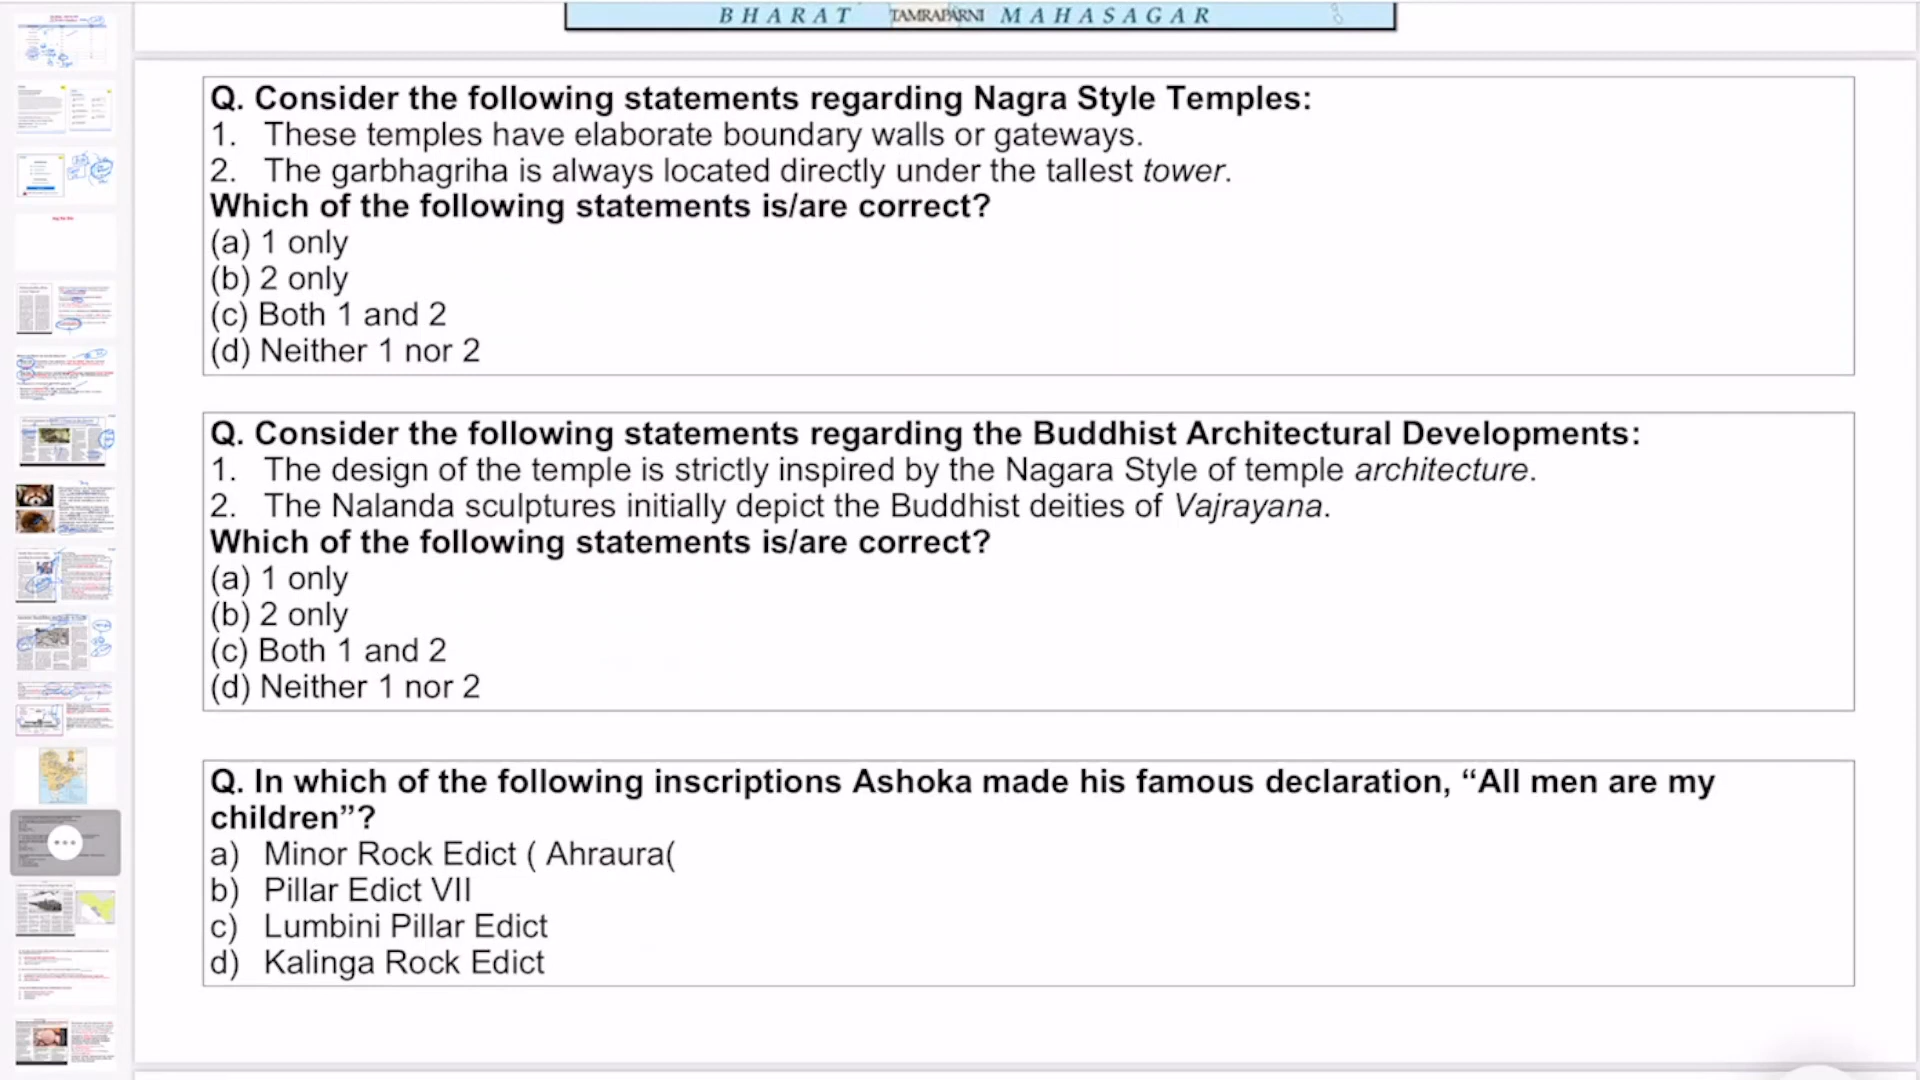 BHARAT TAMRAPARNI MAHASAGAR
Q. Consider the following statements regarding Nagra Style Temples:
1. These temples have elaborate boundary walls or gateways.
2. The garbhagriha is always located directly under the tallest tower.
Which of the following statements is/are correct?
(a) 1 only
(b) 2 only
(c) Both 1 and 2
(d) Neither 1 nor 2
Q. Consider the following statements regarding the Buddhist Architectural Developments:
1. The design of the temple is strictly inspired by the Nagara Style of temple architecture.
2. The Nalanda sculptures initially depict the Buddhist deities of Vajrayana.
Which of the following statements is/are correct?
(a) 1 only
(b) 2 only
(c) Both 1 and 2
(d) Neither 1 nor 2
Q. In which of the following inscriptions Ashoka made his famous declaration, “All men are my
children”?
a) Minor Rock Edict ( Ahraura(
b) Pillar Edict VII
c) Lumbini Pillar Edict
d) Kalinga Rock Edict